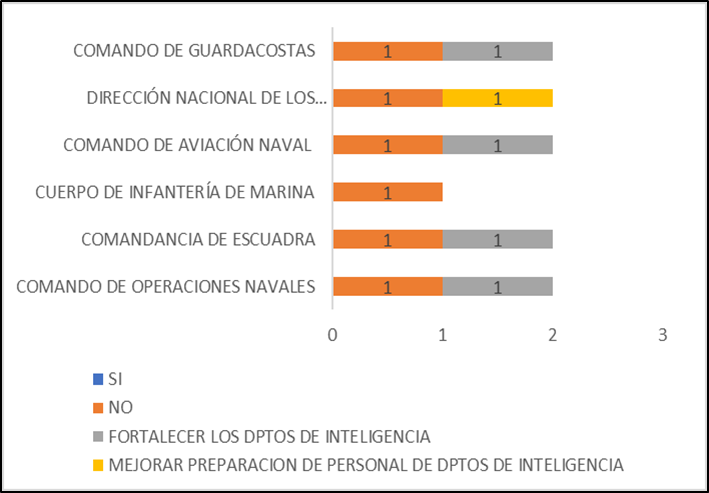 COMANDO DE GUARDACOSTAS 1 1
DIRECCIÓN NACIONAL DE LOS... 1 1
COMANDO DE AVIACIÓN NAVAL 1 1
CUERPO DE INFANTERÍA DE MARINA 1
COMANDANCIA DE ESCUADRA 1 1
COMANDO DE OPERACIONES NAVALES 1 1
0 1 2 3
SI
NO
FORTALECER LOS DPTOS DE INTELIGENCIA
MEJORAR PREPARACION DE PERSONAL DE DPTOS DE INTELIGENCIA